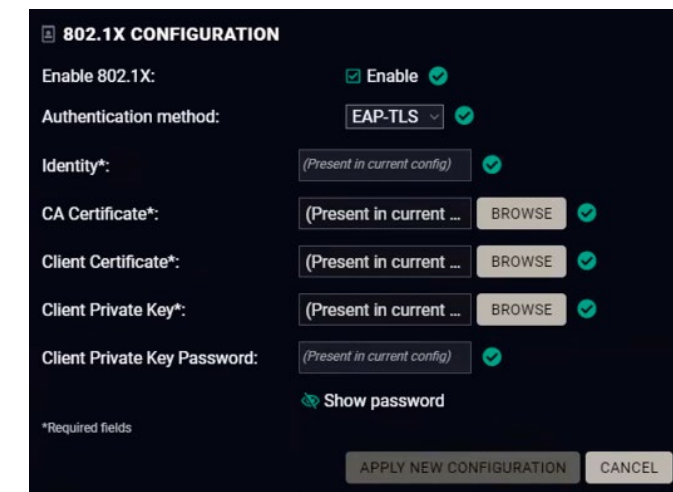 802.1X CONFIGURATION
Enable 802.1X: Enable
Authentication method: EAP-TLS
Identity*: (Present in current config)
CA Certificate*: (Present in current ... BROWSE
Client Certificate*: (Present in current ... BROWSE
Client Private Key*: (Present in current ... BROWSE
Client Private Key Password: (Present in current config)
Show password
*Required fields
APPLY NEW CONFIGURATION CANCEL